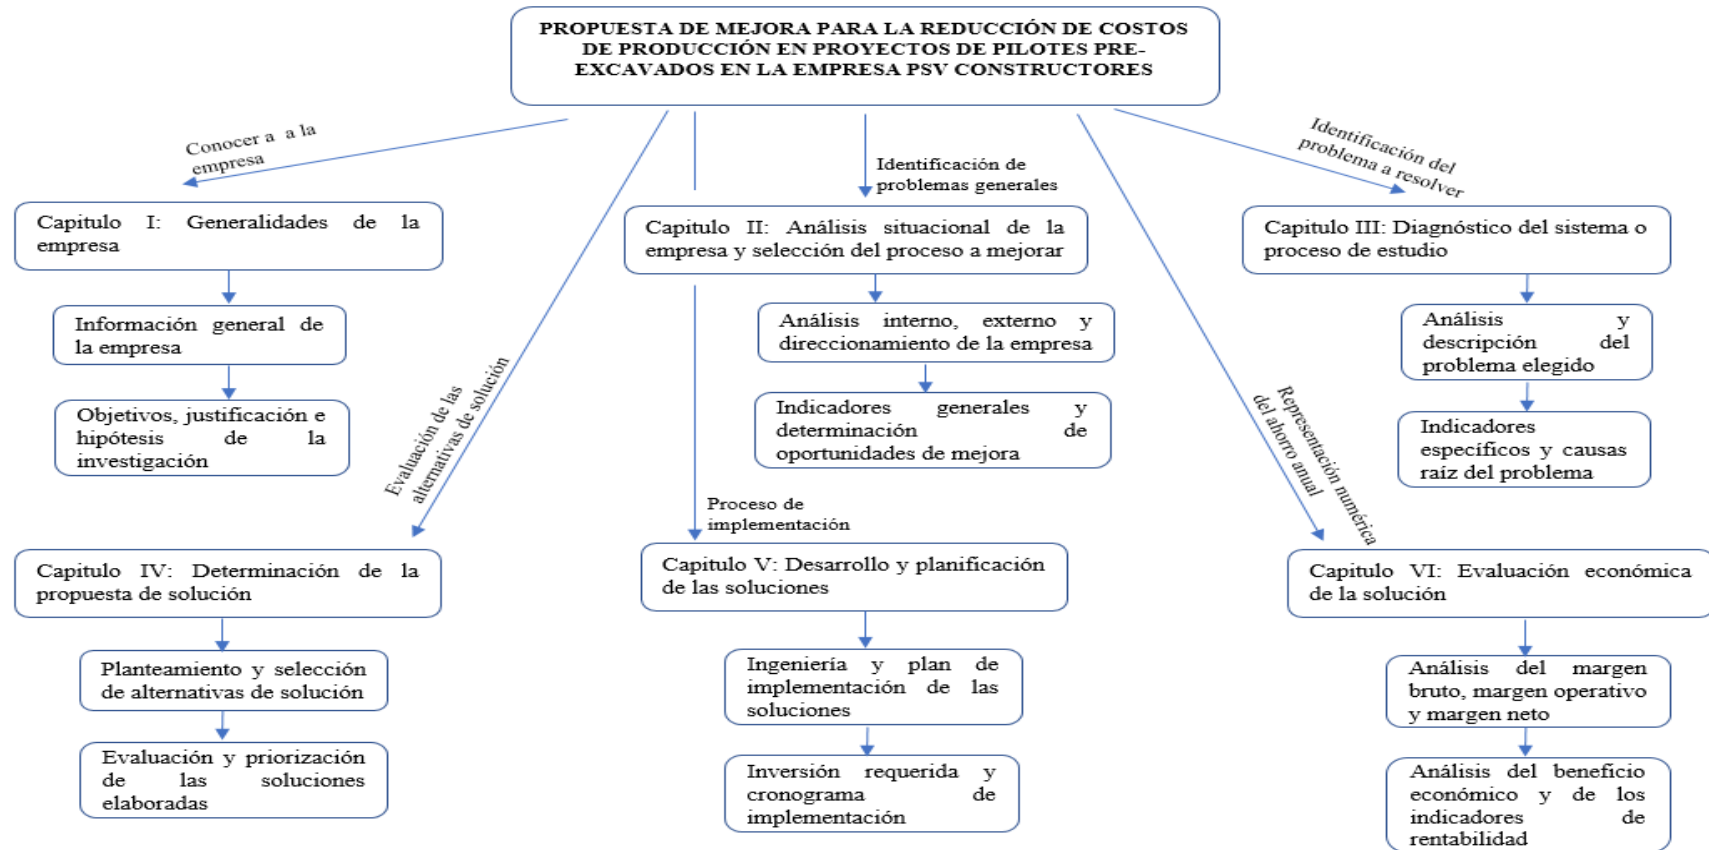 PROPUESTA DE MEJORA PARA LA REDUCCIÓN DE COSTOS
DE PRODUCCIÓN EN PROYECTOS DE PILOTES PRE-
EXCAVADOS EN LA EMPRESA PSV CONSTRUCTORES
Conocer a a la
empresa
Identificación de
problemas generales
Identificación del
problema a resolver
Capitulo I: Generalidades de la
empresa
Capitulo II: Análisis situacional de la
empresa y selección del proceso a mejorar
Capitulo III: Diagnóstico del sistema o
proceso de estudio
Información general de
la empresa
Análisis interno, externo y
direccionamiento de la empresa
Análisis y
descripción del
problema elegido
Objetivos, justificación e
hipótesis de la
investigación
Indicadores generales y
determinación de
oportunidades de mejora
Indicadores
específicos y causas
raíz del problema
Evaluación de las
alternativas de solución
Proceso de
implementación
Representación numérica
del ahorro anual
Capitulo IV: Determinación de la
propuesta de solución
Capitulo V: Desarrollo y planificación
de las soluciones
Capitulo VI: Evaluación económica
de la solución
Planteamiento y selección
de alternativas de solución
Ingeniería y plan de
implementación de las
soluciones
Análisis del margen
bruto, margen operativo
y margen neto
Evaluación y priorización
de las soluciones
elaboradas
Inversión requerida y
cronograma de
implementación
Análisis del beneficio
económico y de los
indicadores de
rentabilidad